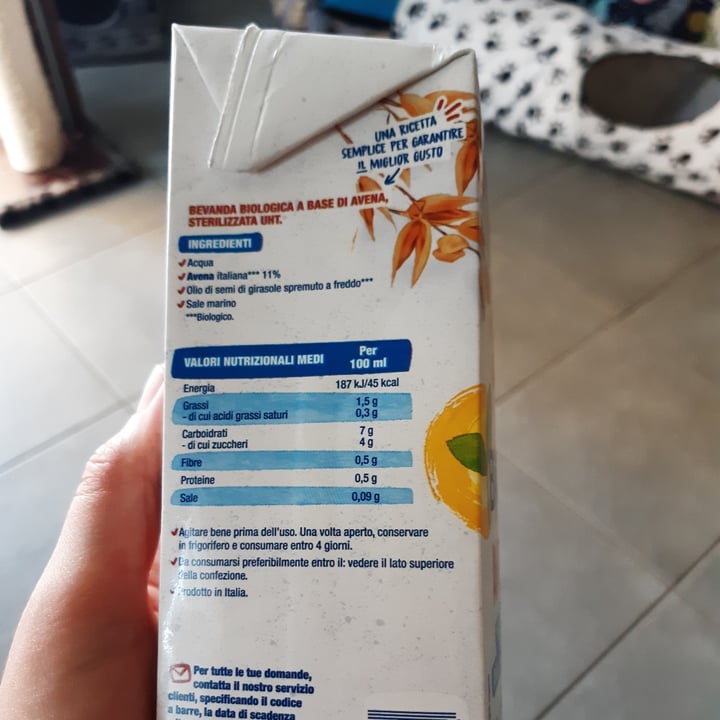 UNA RICETTA
SEMPLICE PER GARANTIRE
IL MIGLIOR GUSTO
BEVANDA BIOLOGICA A BASE DI AVENA,
STERILIZZATA UHT.
INGREDIENTI
Acqua
Avena italiana*** 11%
Olio di semi di girasole spremuto a freddo***
Sale marino
***Biologico.
VALORI NUTRIZIONALI MEDI Per 100 ml
Energia 187 kJ/45 kcal
Grassi 1,5 g
- di cui acidi grassi saturi 0,3 g
Carboidrati 7 g
- di cui zuccheri 4 g
Fibre 0,5 g
Proteine 0,5 g
Sale 0,09 g
Agitare bene prima dell'uso. Una volta aperto, conservare
in frigorifero e consumare entro 4 giorni.
Da consumarsi preferibilmente entro il: vedere il lato superiore
della confezione.
Prodotto in Italia.
Per tutte le tue domande,
contatta il nostro servizio
clienti, specificando il codice
a barre, la data di scadenza